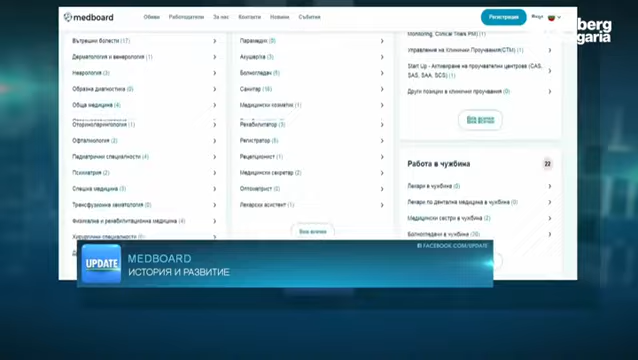 medboard
Обяви
Работодатели
За нас
Контакти
Новини
Събития
Регистрация
Вход
Вътрешни болести (17)
Дерматология и венерология (1)
Неврология (3)
Образна диагностика (0)
Обща медицина (4)
Оториноларингология (1)
Офталмология (2)
Педиатрични специалности (4)
Психиатрия (2)
Спешна медицина (3)
Трансфузионна хематология (0)
Физикална и рехабилитационна медицина (4)
Хирургични специалности
Парамедик (0)
Акушерка (3)
Болногледач (5)
Санитар (16)
Медицински козметик (1)
Рехабилитатор (3)
Регистратор (5)
Рецепционист (1)
Медицински секретар (2)
Оптометрист (0)
Лекарски асистент (1)
Виж всички
Monitoring, Clinical Trials PM) (1)
Управления на Клинични Проучвания(CTM) (1)
Start Up - Активиране на проучвателни центрове (CAS,
SAS, SAA, SCS) (1)
Други позиции в клинично проучвания (0)
Виж всички
Работа в чужбина
22
Лекари в чужбина (0)
Лекари по дентална медицина в чужбина (0)
Медицински сестри в чужбина (2)
Болногледачи в чужбина
UPDATE
MEDBOARD
ИСТОРИЯ И РАЗВИТИЕ
FACEBOOK.COM/UPDATE